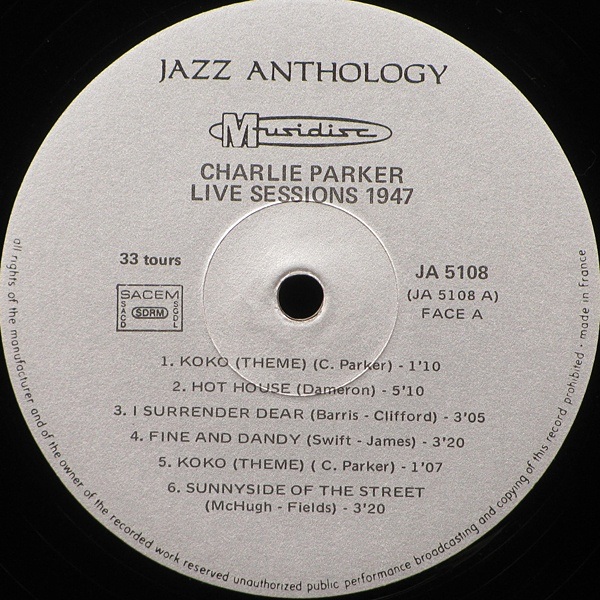 JAZZ ANTHOLOGY
Musidisc
CHARLIE PARKER
LIVE SESSIONS 1947
33 tours
SACEM
SACD
SDRM
SGDL
JA 5108
(JA 5108 A)
FACE A
1. KOKO (THEME) (C. Parker) - 1'10
2. HOT HOUSE (Dameron) - 5'10
3. I SURRENDER DEAR (Barris - Clifford) - 3'05
4. FINE AND DANDY (Swift - James) - 3'20
5. KOKO (THEME) ( C. Parker) - 1'07
6. SUNNYSIDE OF THE STREET
(McHugh - Fields) - 3'20
all rights of the manufacturer and of the owner of the recorded work reserved unauthorized public performance broadcasting and copying of this record prohibited · made in France